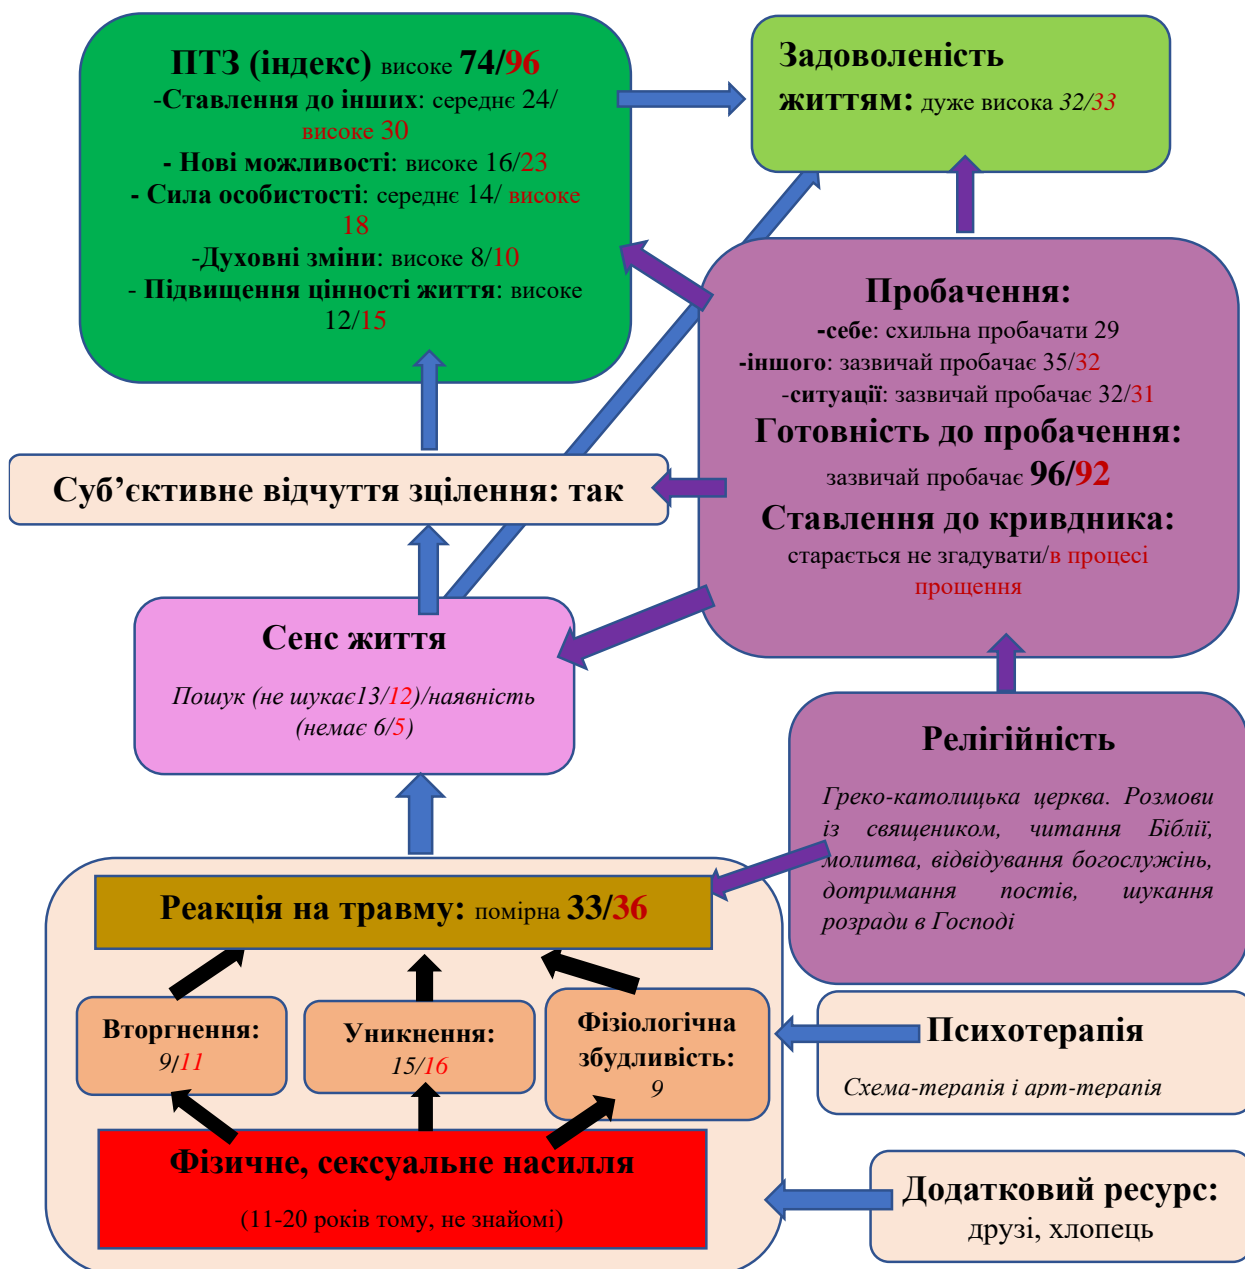 ПТЗ (індекс) високе 74/96
-Ставлення до інших: середнє 24/
високе 30
- Нові можливості: високе 16/23
- Сила особистості: середнє 14/ високе
18
-Духовні зміни: високе 8/10
- Підвищення цінності життя: високе
12/15
Задоволеність
життям: дуже висока 32/33
Пробачення:
-себе: схильна пробачати 29
-іншого: зазвичай пробачає 35/32
-ситуації: зазвичай пробачає 32/31
Готовність до пробачення:
зазвичай пробачає 96/92
Ставлення до кривдника:
старається не згадувати/в процесі
прощення
Суб’єктивне відчуття зцілення: так
Сенс життя
Пошук (не шукає13/12)/наявність
(немає 6/5)
Релігійність
Греко-католицька церква. Розмови
із священиком, читання Біблії,
молитва, відвідування богослужінь,
дотримання постів, шукання
розради в Господі
Реакція на травму: помірна 33/36
Вторгнення:
9/11
Уникнення:
15/16
Фізіологічна
збудливість:
9
Психотерапія
Схема-терапія і арт-терапія
Фізичне, сексуальне насилля
(11-20 років тому, не знайомі)
Додатковий ресурс:
друзі, хлопець